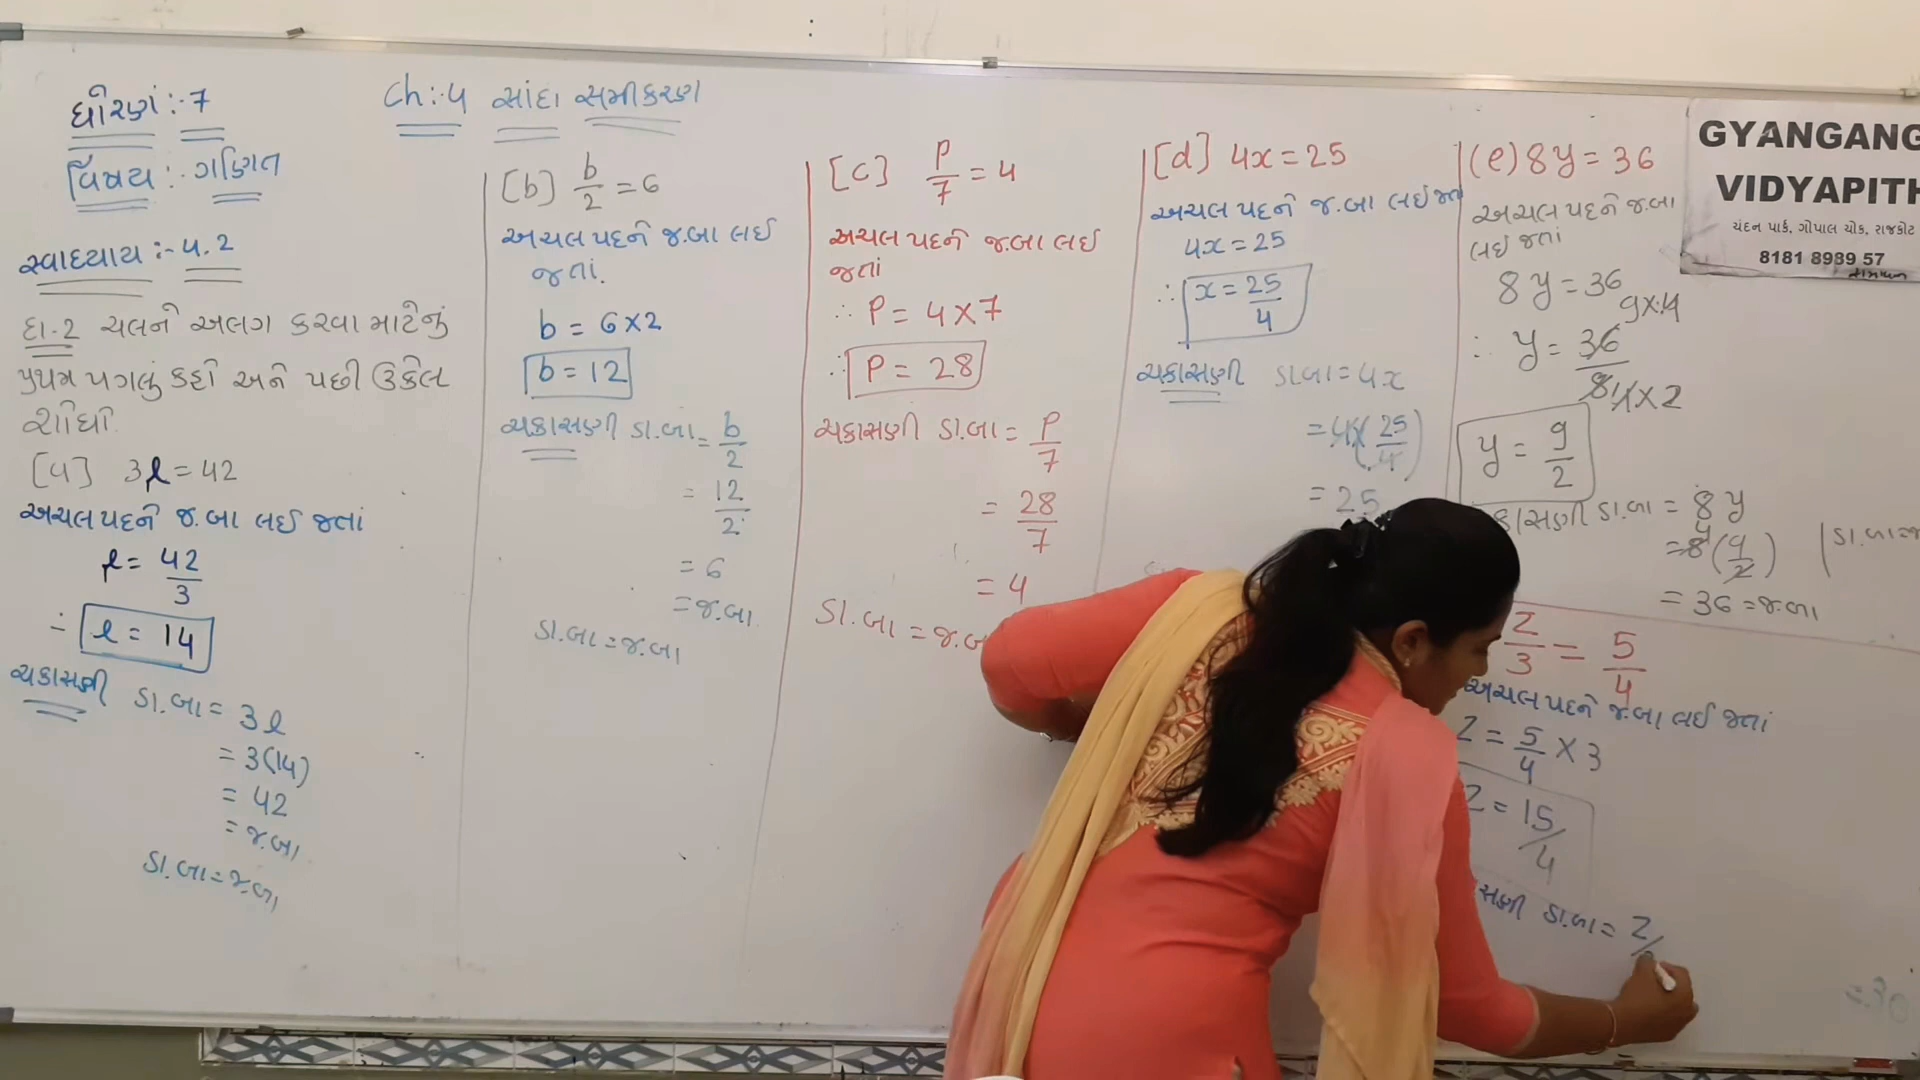 ધોરણ :- 7
વિષય :- ગણિત
Ch :- 4 સાદા સમીકરણ
સ્વાધ્યાય :- 4.2
દા-2 ચલને અલગ કરવા માટેનું
પ્રથમ પગલું કહો અને પછી ઉકેલ
શોધો.
[a] 3l = 42
અચલ પદને જ.બા લઈ જતાં
l = 42/3
∴ l = 14
ચકાસણી ડા.બા = 3l
= 3(14)
= 42
= જ.બા
ડા.બા = જ.બા
[b] b/2 = 6
અચલ પદને જ.બા લઈ
જતાં.
b = 6 × 2
b = 12
ચકાસણી ડા.બા = b/2
= 12/2
= 6
= જ.બા
ડા.બા = જ.બા
[c] P/7 = 4
અચલ પદને જ.બા લઈ
જતાં
∴ P = 4 × 7
∴ P = 28
ચકાસણી ડા.બા = P/7
= 28/7
= 4
ડા.બા = જ.બા
[d] 4x = 25
અચલ પદને જ.બા લઈ જતાં
4x = 25
∴ x = 25/4
ચકાસણી ડા.બા = 4x
= 4 × (25/4)
= 25
(e) 8y = 36
અચલ પદને જ.બા
લઈ જતાં
8y = 36
9×4
∴ y = 36/8
4×2
y = 9/2
ડા.બા = 8y
= 8(9/2)
4
= 36 = જ.બા
ડા.બા =
Z/3 = 5/4
અચલ પદને જ.બા લઈ જતાં
Z = 5/4 × 3
Z = 15/4
ડા.બા = Z/
= 30
GYANGANG
VIDYAPITH
ચંદન પાર્ક, ગોપાલ ચોક, રાજકોટ
8181 8989 57